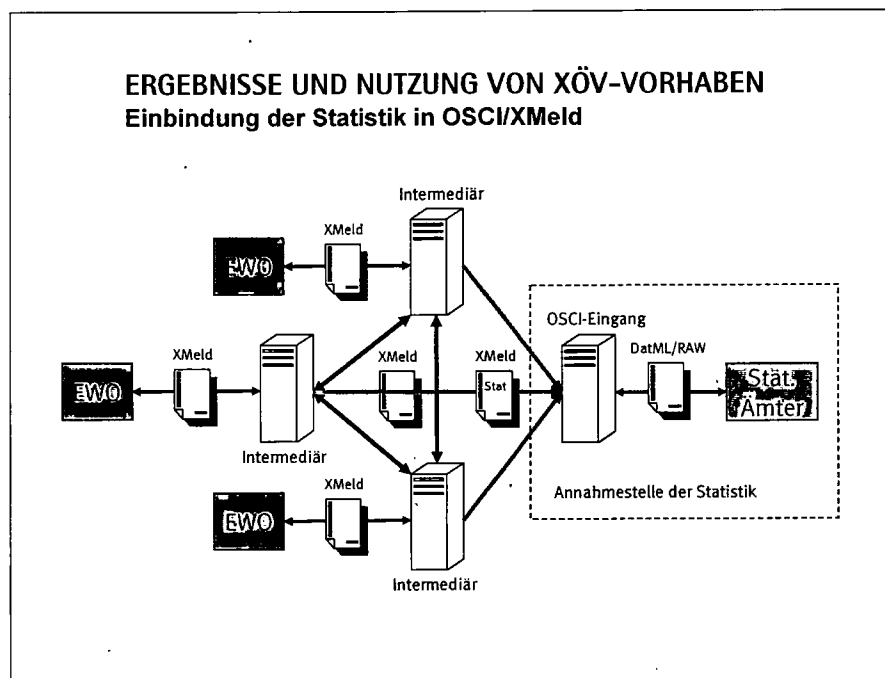 ERGEBNISSE UND NUTZUNG VON XÖV-VORHABEN
Einbindung der Statistik in OSCI/XMeld
Intermediär
XMeld
EWO
OSCI-Eingang
XMeld
XMeld
XMeld
DatML/RAW
EWO
Stat
Stät.
Ämter
Intermediär
XMeld
EWO
Annahmestelle der Statistik
Intermediär